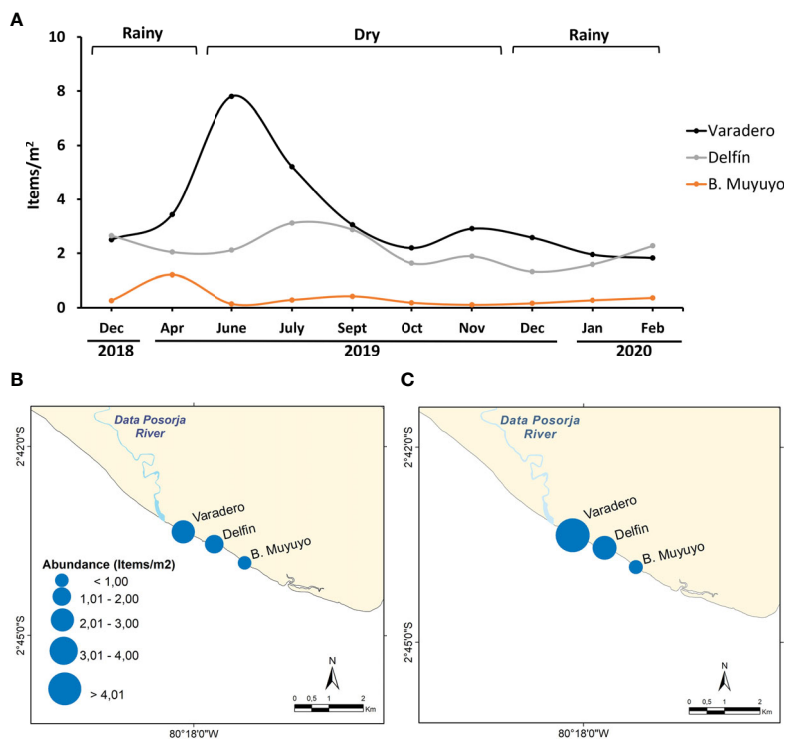 A
Rainy Dry Rainy
10
8
6
4
2
0
Items/m²
Varadero
Delfín
B. Muyuyo
Dec Apr June July Sept Oct Nov Dec Jan Feb
2018 2019 2020
B
Data Posorja
River
2°42'0"S
2°45'0"S
Varadero
Delfin
B. Muyuyo
Abundance (Items/m2)
< 1,00
1,01 - 2,00
2,01 - 3,00
3,01 - 4,00
> 4,01
N
0 0,5 1 2
Km
80°18'0"W
C
Data Posorja
River
2°42'0"S
2°45'0"S
Varadero
Delfin
B. Muyuyo
N
0 0,5 1 2
Km
80°18'0"W